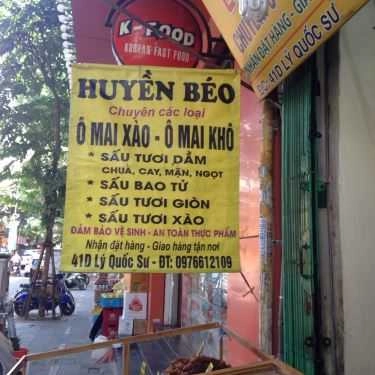 K-FOOD
KOREAN FAST FOOD
HUYỀN BÉO
Chuyên các loại
Ô MAI XÀO - Ô MAI KHÔ
* SẤU TƯƠI DẦM
CHUA, CAY, MẶN, NGỌT
* SẤU BAO TỬ
* SẤU TƯƠI GIÒN
* SẤU TƯƠI XÀO
ĐẢM BẢO VỆ SINH - AN TOÀN THỰC PHẨM
Nhận đặt hàng - Giao hàng tận nơi
41D Lý Quốc Sư - ĐT: 0976612109
NHẬN ĐẶT HÀNG - GI
41D LÝ QUỐC SƯ